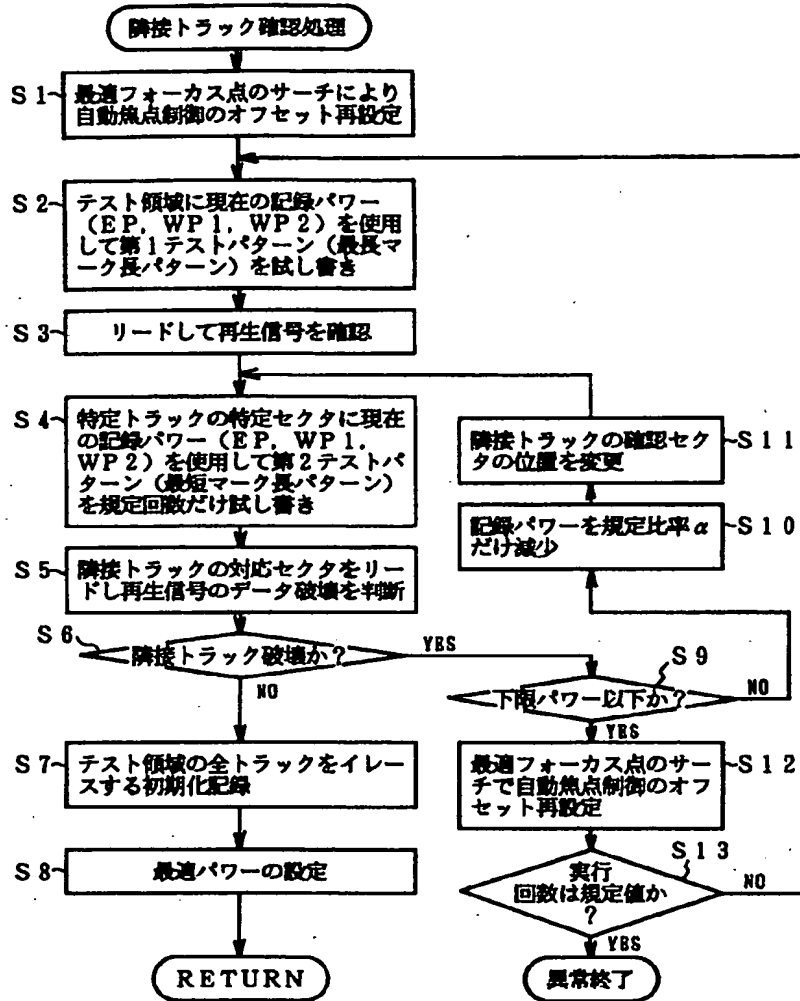 隣接トラック確認処理
S1
最適フォーカス点のサーチにより
自動焦点制御のオフセット再設定
S2
テスト領域に現在の記録パワー
(EP, WP1, WP2)を使用
して第1テストパターン(最長マ
ーク長パターン)を試し書き
S3
リードして再生信号を確認
S4
特定トラックの特定セクタに現在
の記録パワー(EP, WP1,
WP2)を使用して第2テストパ
ターン(最短マーク長パターン)
を規定回数だけ試し書き
S5
隣接トラックの対応セクタをリー
ドし再生信号のデータ破壊を判断
S6
隣接トラック破壊か?
YES
NO
S7
テスト領域の全トラックをイレー
スする初期化記録
S8
最適パワーの設定
RETURN
S9
下限パワー以下か?
NO
YES
S10
記録パワーを規定比率α
だけ減少
S11
隣接トラックの確認セク
タの位置を変更
S12
最適フォーカス点のサー
チで自動焦点制御のオフ
セット再設定
S13
実行
回数は規定値か
?
NO
YES
異常終了